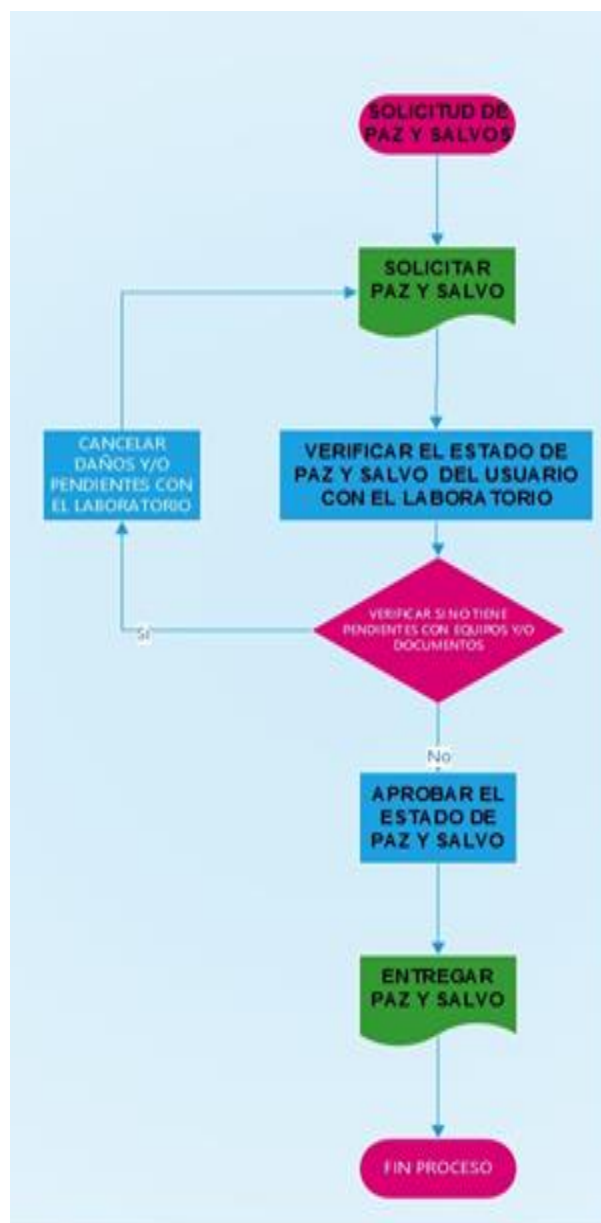 SOLICITUD DE
PAZ Y SALVOS
SOLICITAR
PAZ Y SALVO
CANCELAR
DAÑOS Y/O
PENDIENTES CON
EL LABORATORIO
VERIFICAR EL ESTADO DE
PAZ Y SALVO DEL USUARIO
CON EL LABORATORIO
VERIFICAR SI NO TIENE
PENDIENTES CON EQUIPOS Y/O
DOCUMENTOS
Si
No
APROBAR EL
ESTADO DE
PAZ Y SALVO
ENTREGAR
PAZ Y SALVO
FIN PROCESO